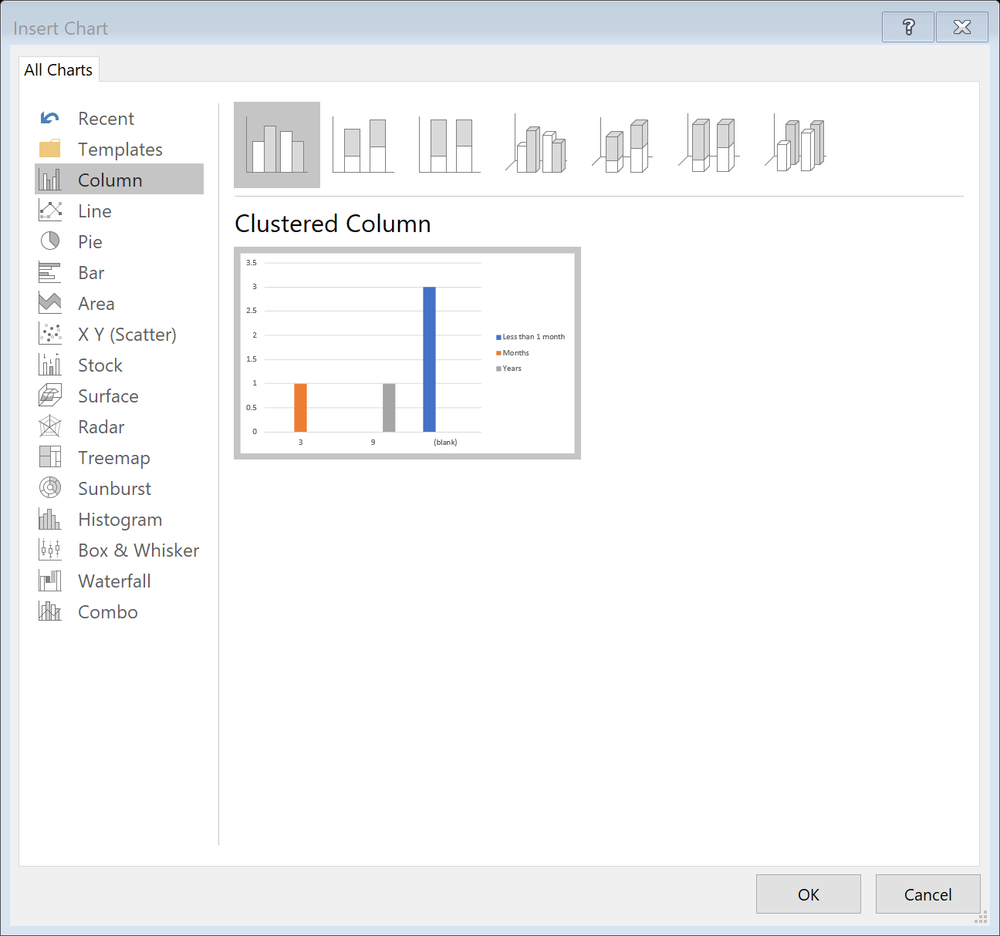 Insert Chart
?
All Charts
Recent
Templates
Column
Line
Pie
Bar
Area
X Y (Scatter)
Stock
Surface
Radar
Treemap
Sunburst
Histogram
Box & Whisker
Waterfall
Combo
Clustered Column
3.5
3
2.5
2
1.5
1
0.5
0
3 9 (blank)
Less than 1 month
Months
Years
OK Cancel